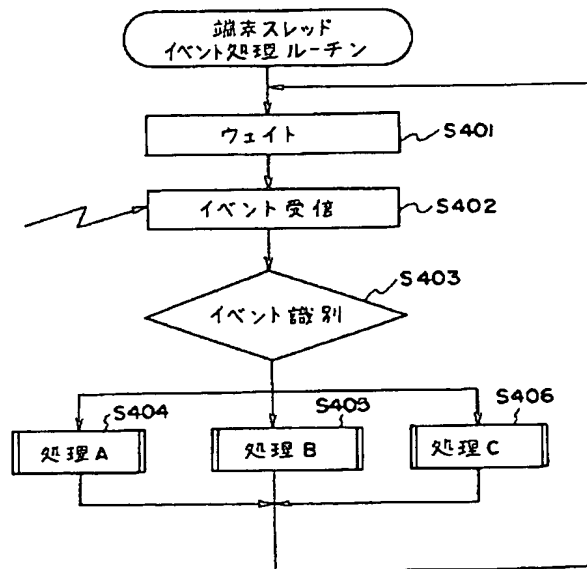 端末スレッド
イベント処理ルーチン
ウェイト
S401
イベント受信
S402
イベント識別
S403
S404
処理A
S405
処理B
S406
処理C